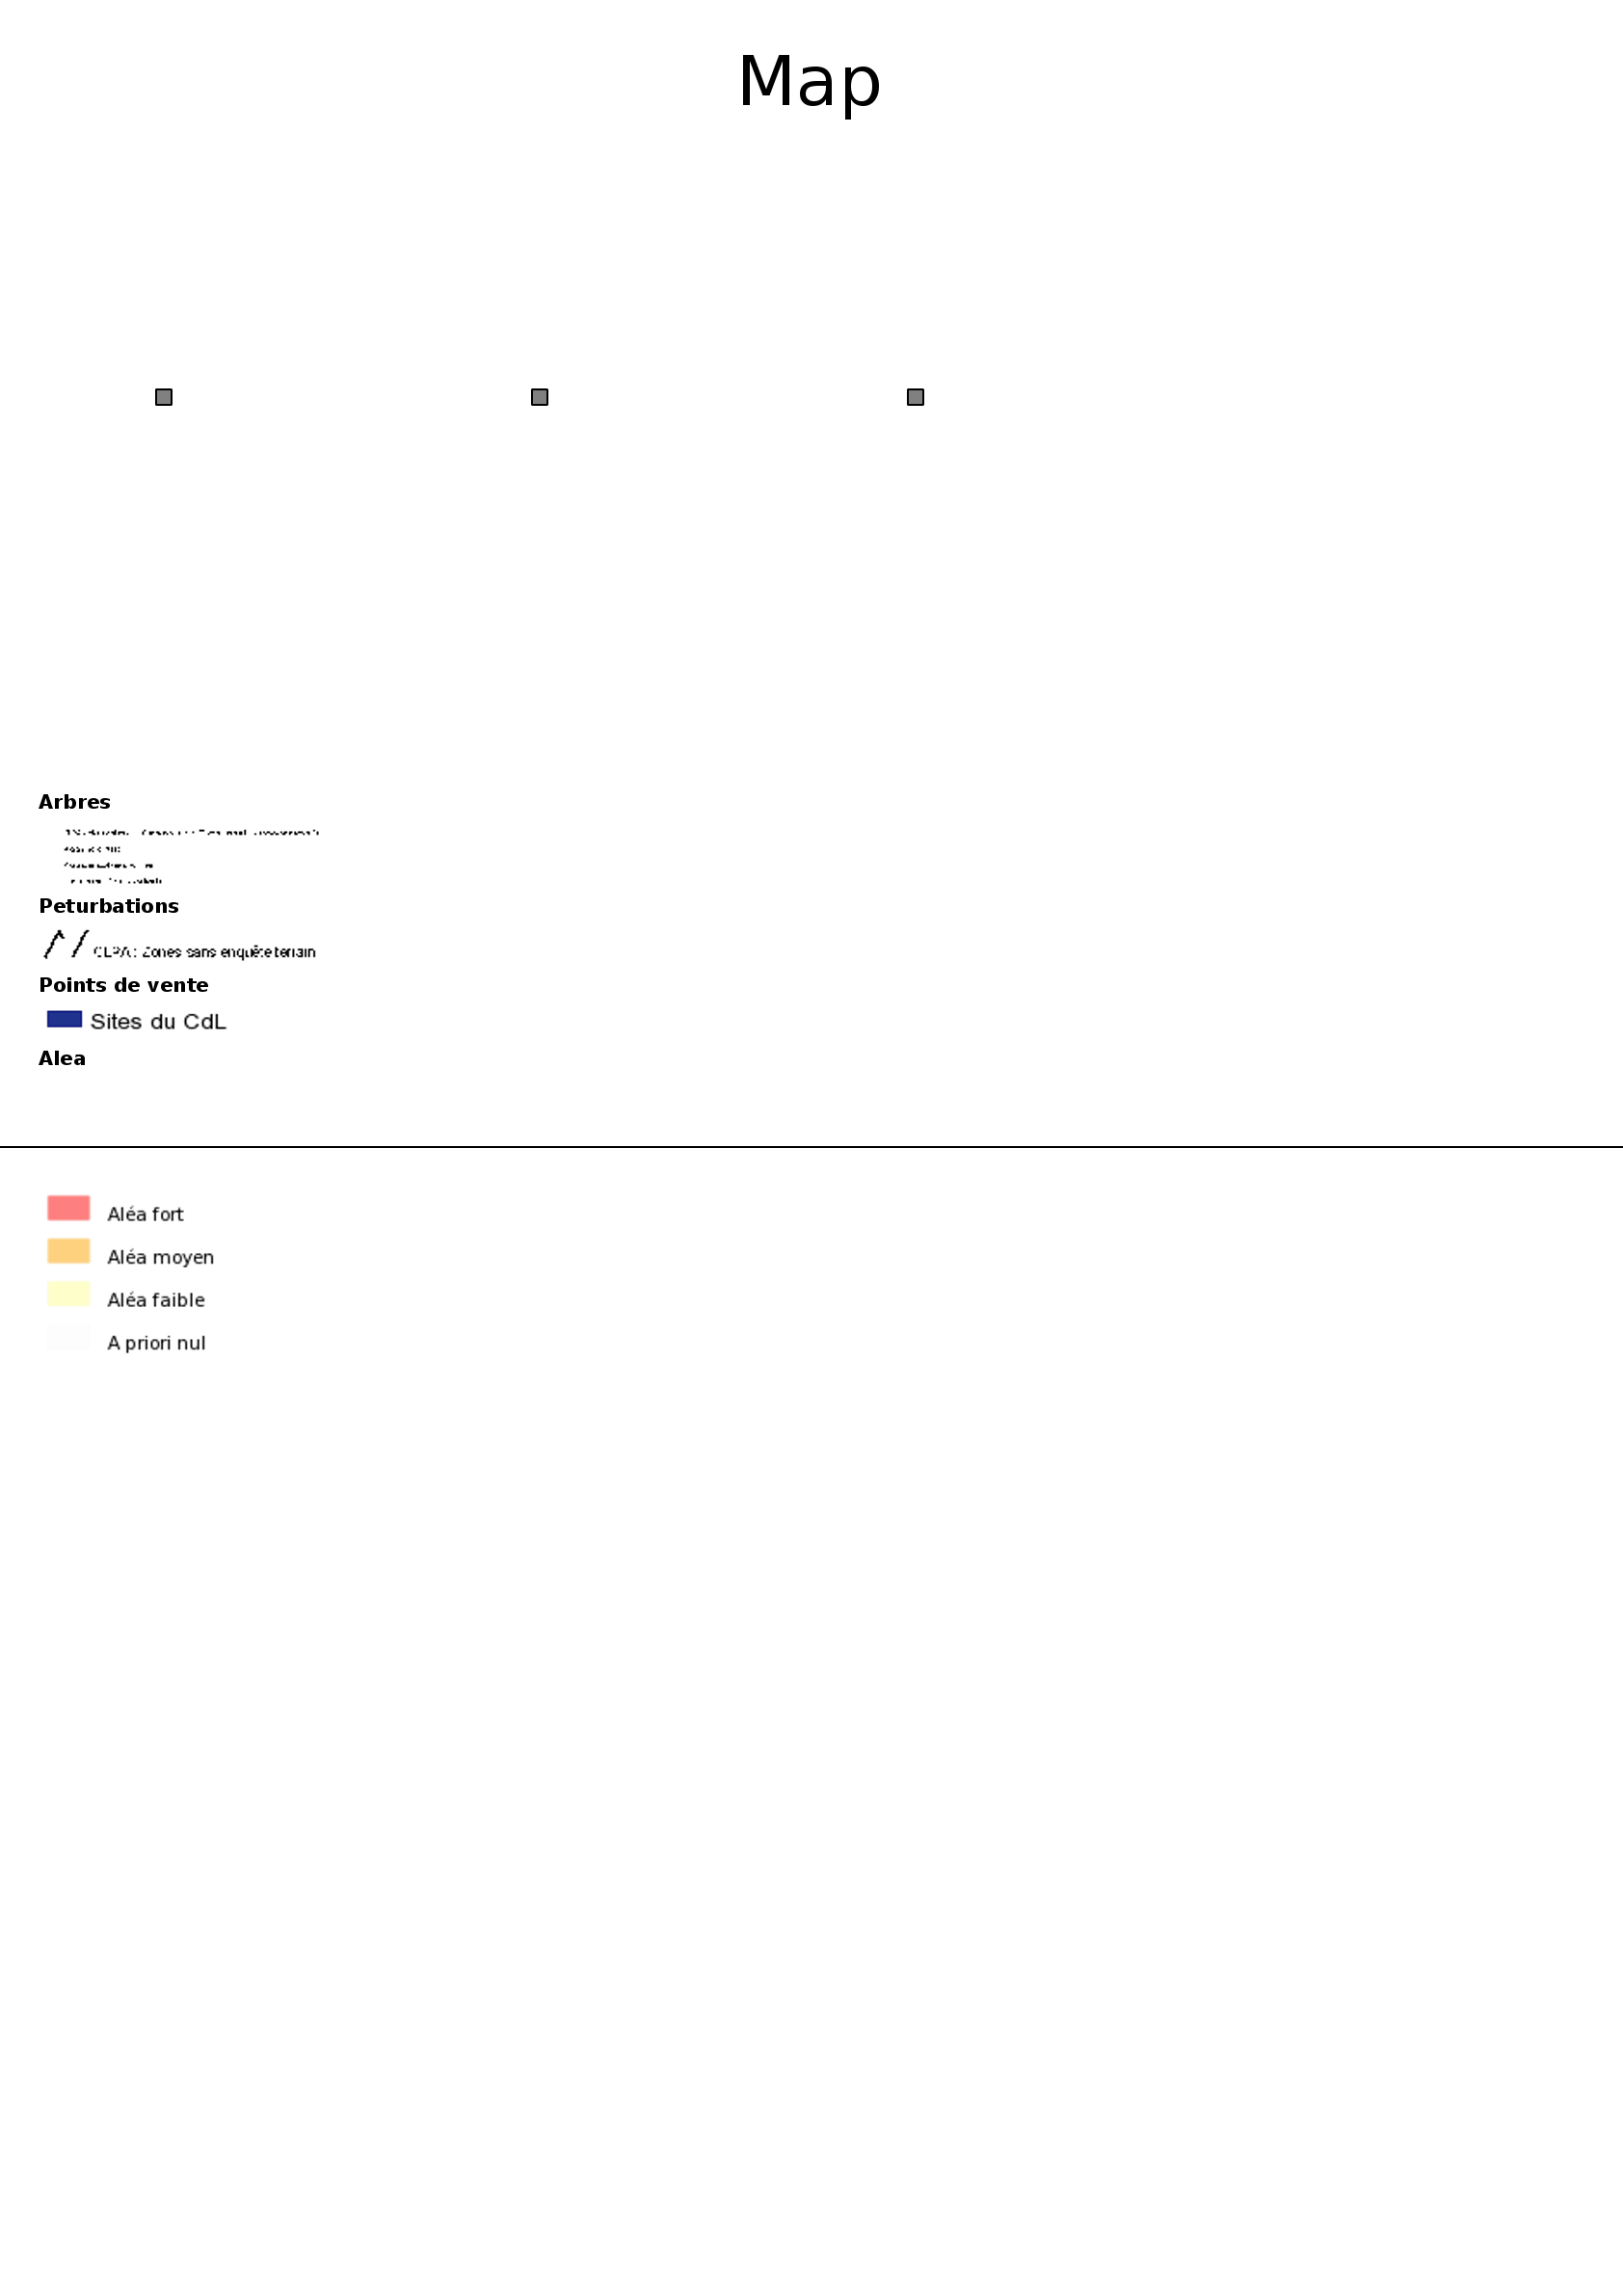 Map
Arbres
Peturbations
CLPA : Zones sans enquête terrain
Points de vente
Sites du CdL
Alea
Aléa fort
Aléa moyen
Aléa faible
A priori nul